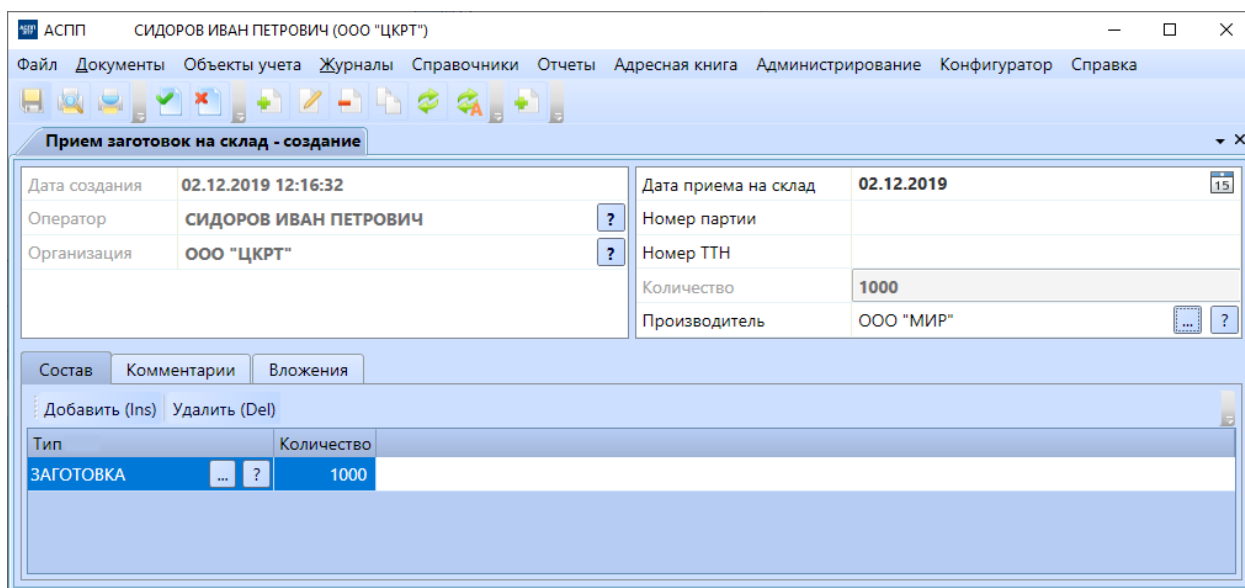 АСПП СИДОРОВ ИВАН ПЕТРОВИЧ (ООО "ЦКРТ")
Файл Документы Объекты учета Журналы Справочники Отчеты Адресная книга Администрирование Конфигуратор Справка
Прием заготовок на склад - создание
Дата создания 02.12.2019 12:16:32
Оператор СИДОРОВ ИВАН ПЕТРОВИЧ ?
Организация ООО "ЦКРТ" ?
Дата приема на склад 02.12.2019 15
Номер партии
Номер ТТН
Количество 1000
Производитель ООО "МИР" ... ?
Состав Комментарии Вложения
Добавить (Ins) Удалить (Del)
Тип Количество
ЗАГОТОВКА ... ? 1000